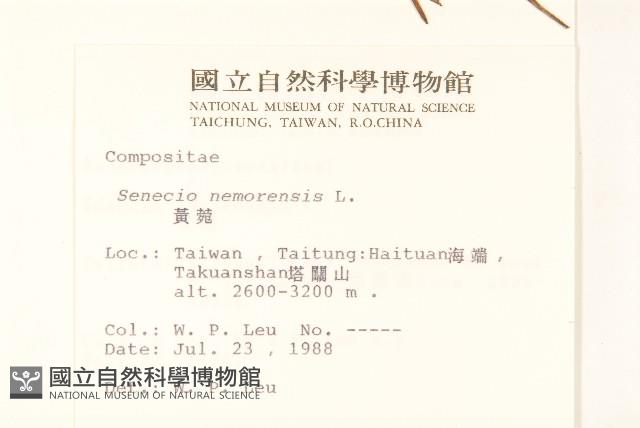 國立自然科學博物館
NATIONAL MUSEUM OF NATURAL SCIENCE
TAICHUNG, TAIWAN, R.O.CHINA
Compositae
Senecio nemorensis L.
黃菀
Loc.: Taiwan , Taitung:Haituan海端 ,
Takuanshan塔關山
alt. 2600-3200 m .
Col.: W. P. Leu No. -----
Date: Jul. 23 , 1988
Det.: W. P. Leu
國立自然科學博物館
NATIONAL MUSEUM OF NATURAL SCIENCE